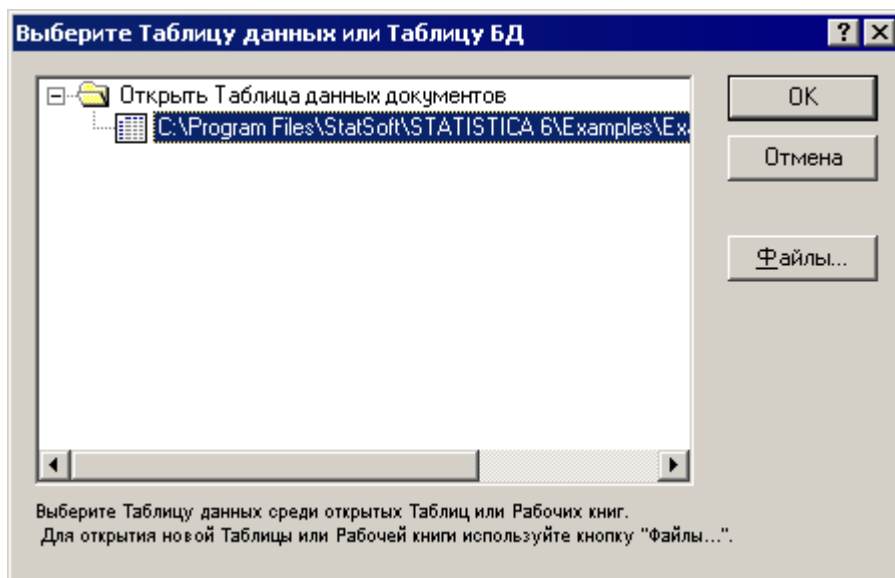 Выберите Таблицу данных или Таблицу БД
Открыть Таблица данных документов
C:\Program Files\StatSoft\STATISTICA 6\Examples\Exa
OK
Отмена
Файлы...
Выберите Таблицу данных среди открытых Таблиц или Рабочих книг.
Для открытия новой Таблицы или Рабочей книги используйте кнопку "Файлы...".